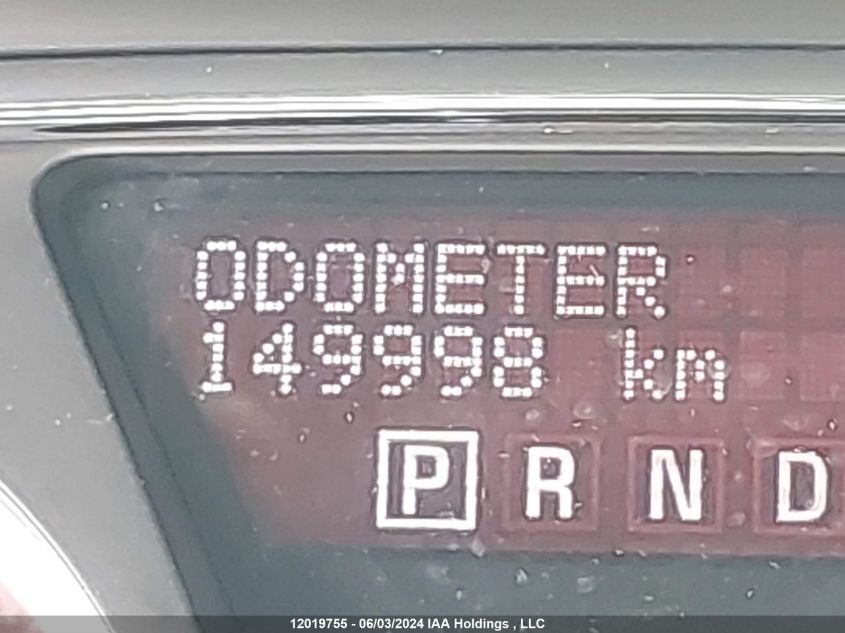 ODOMETER
149998 km
P R N D
12019755 - 06/03/2024 IAA Holdings , LLC